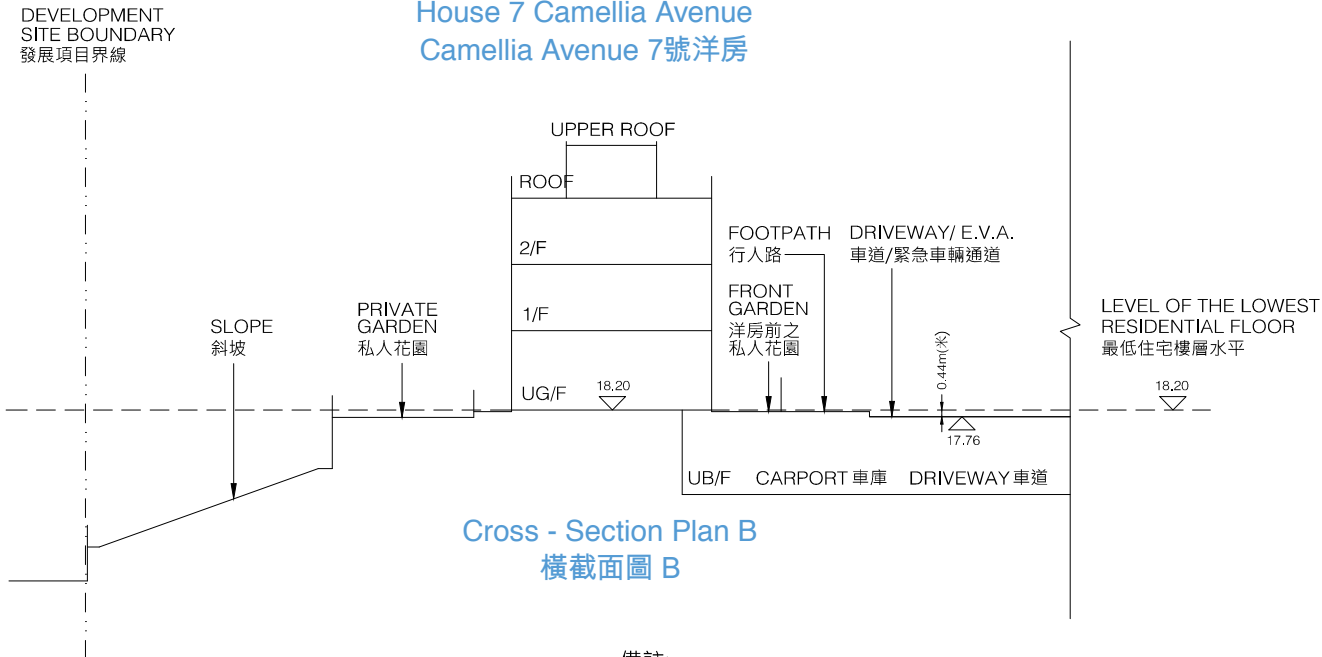 DEVELOPMENT
SITE BOUNDARY
發展項目界線
House 7 Camellia Avenue
Camellia Avenue 7號洋房
UPPER ROOF
ROOF
2/F
1/F
UG/F
18.20
FOOTPATH
行人路
DRIVEWAY/ E.V.A.
車道/緊急車輛通道
FRONT
GARDEN
洋房前之
私人花園
PRIVATE
GARDEN
私人花園
SLOPE
斜坡
0.44m(米)
17.76
LEVEL OF THE LOWEST
RESIDENTIAL FLOOR
最低住宅樓層水平
18.20
UB/F CARPORT 車庫 DRIVEWAY 車道
Cross - Section Plan B
橫截面圖 B